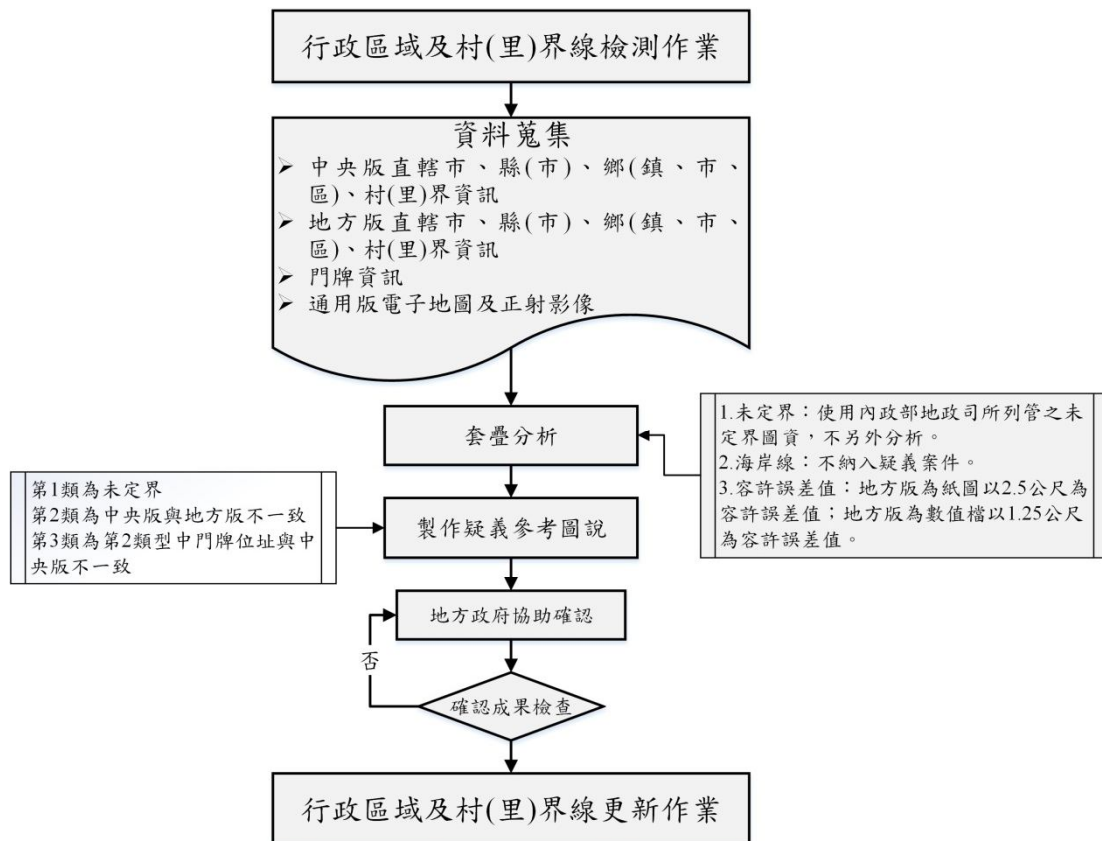 行政區域及村(里)界線檢測作業
資料蒐集
➢ 中央版直轄市、縣(市)、鄉(鎮、市、
區)、村(里)界資訊
➢ 地方版直轄市、縣(市)、鄉(鎮、市、
區)、村(里)界資訊
➢ 門牌資訊
➢ 通用版電子地圖及正射影像
套疊分析
1.未定界：使用內政部地政司所列管之未
定界圖資，不另外分析。
2.海岸線：不納入疑義案件。
3.容許誤差值：地方版為紙圖以2.5公尺為
容許誤差值；地方版為數值檔以1.25公尺
為容許誤差值。
第1類為未定界
第2類為中央版與地方版不一致
第3類為第2類型中門牌位址與中
央版不一致
製作疑義參考圖說
地方政府協助確認
否
確認成果檢查
行政區域及村(里)界線更新作業